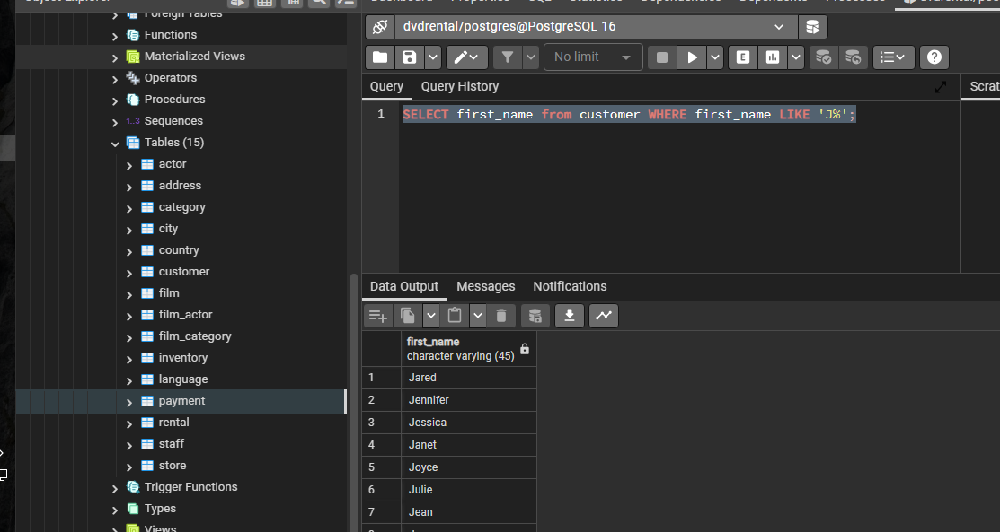 Foreign Tables
Functions
Materialized Views
Operators
Procedures
1..3 Sequences
Tables (15)
actor
address
category
city
country
customer
film
film_actor
film_category
inventory
language
payment
rental
staff
store
Trigger Functions
Types
Views
dvdrental/postgres@PostgreSQL 16
No limit
E
Query
Query History
Scrat
1
SELECT first_name from customer WHERE first_name LIKE 'J%';
Data Output
Messages
Notifications
first_name
character varying (45)
1 Jared
2 Jennifer
3 Jessica
4 Janet
5 Joyce
6 Julie
7 Jean